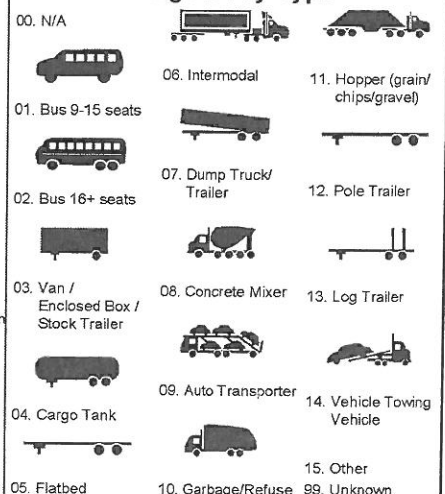 00. N/A
01. Bus 9-15 seats
02. Bus 16+ seats
03. Van /
Enclosed Box /
Stock Trailer
04. Cargo Tank
05. Flatbed
06. Intermodal
07. Dump Truck/
Trailer
08. Concrete Mixer
09. Auto Transporter
10. Garbage/Refuse
11. Hopper (grain/
chips/gravel)
12. Pole Trailer
13. Log Trailer
14. Vehicle Towing
Vehicle
15. Other
99. Unknown